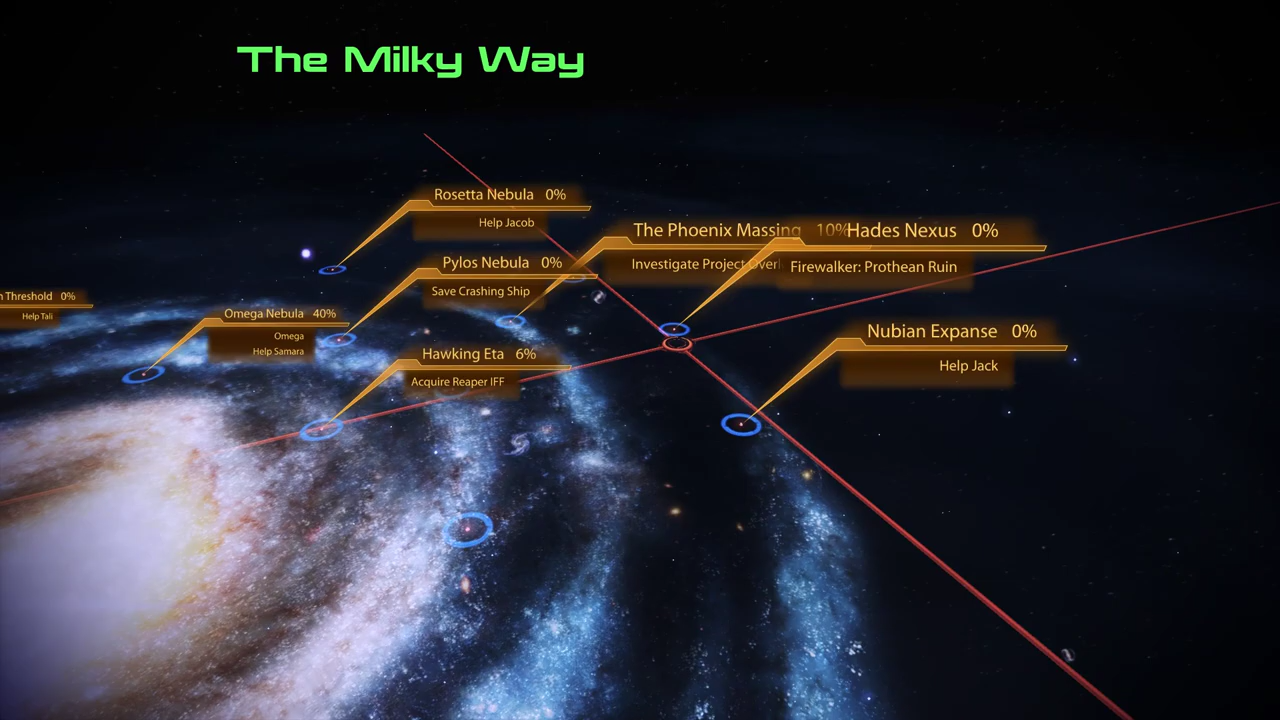 The Milky Way
Rosetta Nebula 0%
Help Jacob
The Phoenix Massing 10%
Investigate Project
Hades Nexus 0%
Firewalker: Prothean Ruin
Pylos Nebula 0%
Save Crashing Ship
Threshold 0%
Help Tali
Omega Nebula 40%
Omega
Help Samara
Nubian Expanse 0%
Help Jack
Hawking Eta 6%
Acquire Reaper IFF